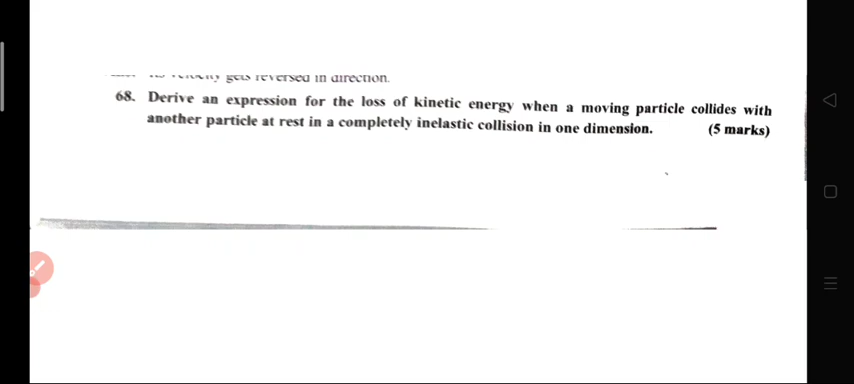 gets reversed in direction.
68. Derive an expression for the loss of kinetic energy when a moving particle collides with
another particle at rest in a completely inelastic collision in one dimension. (5 marks)